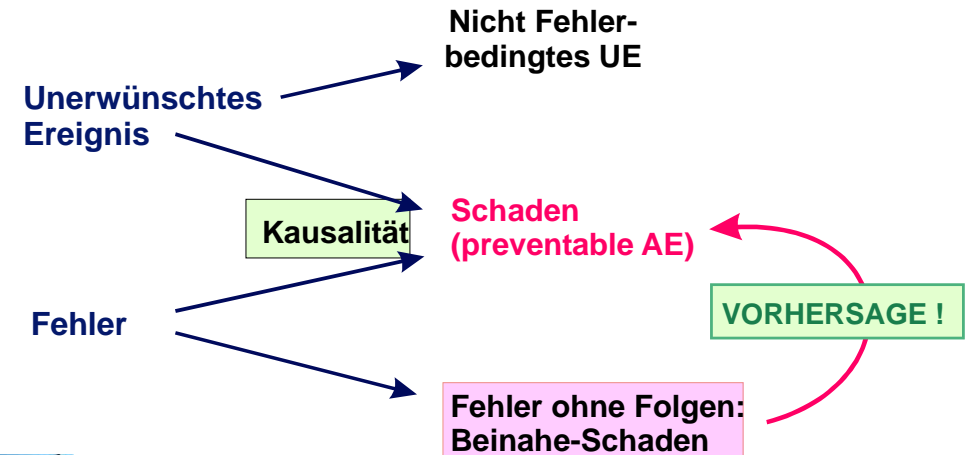 Nicht Fehler-
bedingtes UE
Unerwünschtes
Ereignis
Kausalität
Schaden
(preventable AE)
Fehler
VORHERSAGE !
Fehler ohne Folgen:
Beinahe-Schaden